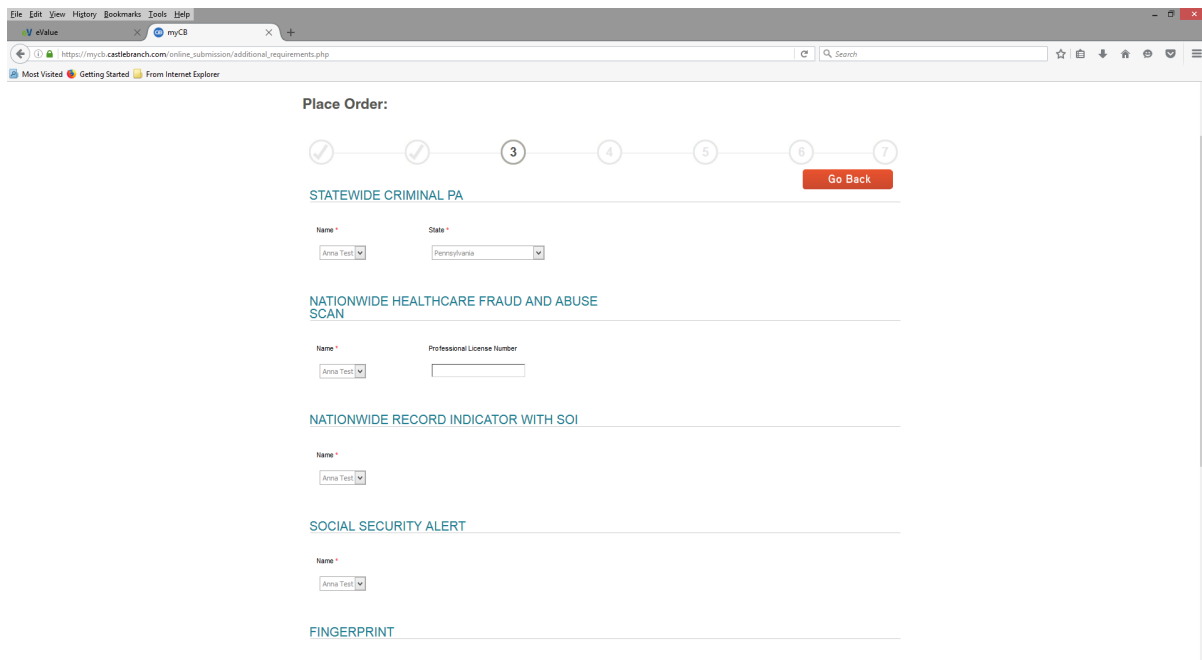 File Edit View History Bookmarks Tools Help
eV eValue
CB myCB
https://mycb.castlebranch.com/online_submission/additional_requirements.php
Search
Most Visited Getting Started From Internet Explorer
Place Order:
3 4 5 6 7
Go Back
STATEWIDE CRIMINAL PA
Name * State *
Anna Test Pennsylvania
NATIONWIDE HEALTHCARE FRAUD AND ABUSE
SCAN
Name * Professional License Number
Anna Test
NATIONWIDE RECORD INDICATOR WITH SOI
Name *
Anna Test
SOCIAL SECURITY ALERT
Name *
Anna Test
FINGERPRINT